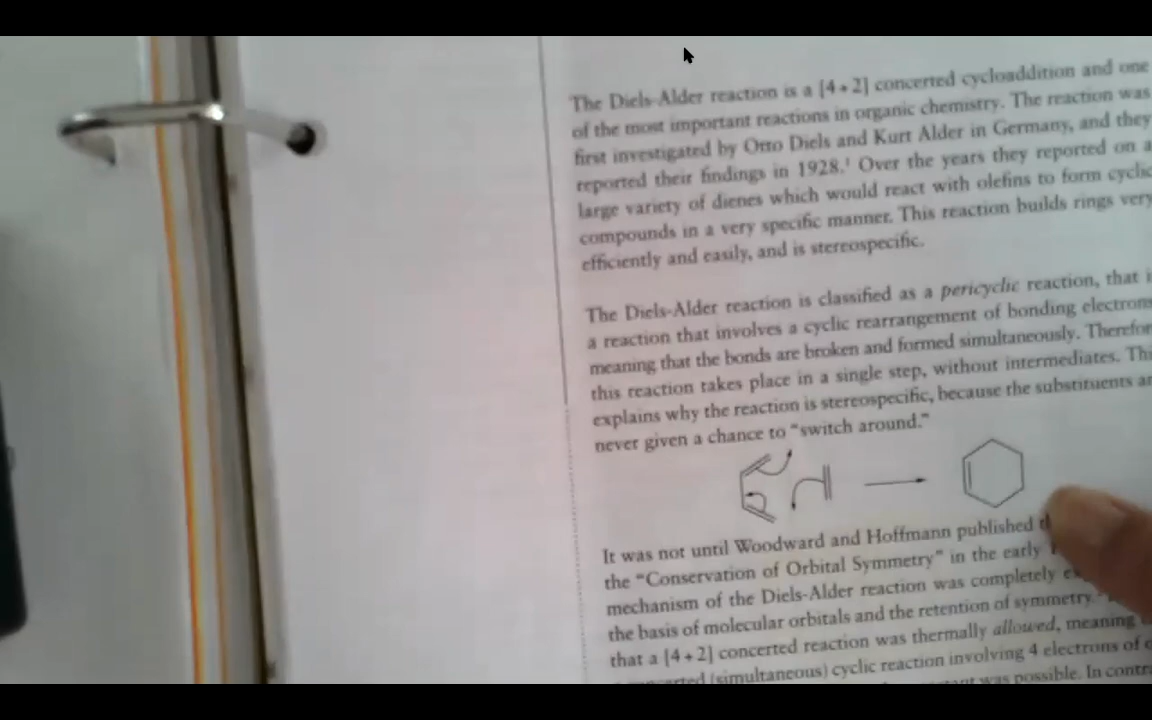 The Diels-Alder reaction is a [4+2] concerted cycloaddition and one
of the most important reactions in organic chemistry. The reaction was
first investigated by Otto Diels and Kurt Alder in Germany, and they
reported their findings in 1928.¹ Over the years they reported on a
large variety of dienes which would react with olefins to form cyclic
compounds in a very specific manner. This reaction builds rings very
efficiently and easily, and is stereospecific.
The Diels-Alder reaction is classified as a pericyclic reaction, that
a reaction that involves a cyclic rearrangement of bonding electrons
meaning that the bonds are broken and formed simultaneously.
this reaction takes place in a single step, without intermediates.
explains why the reaction is stereospecific, because the substituents
never given a chance to “switch around.”
It was not until Woodward and Hoffmann published
the “Conservation of Orbital Symmetry” in the early
mechanism of the Diels-Alder reaction was completely
the basis of molecular orbitals and the retention of symmetry.
that a [4+2] concerted reaction was thermally allowed, meaning
(simultaneous) cyclic reaction involving 4 electrons of
was possible. In